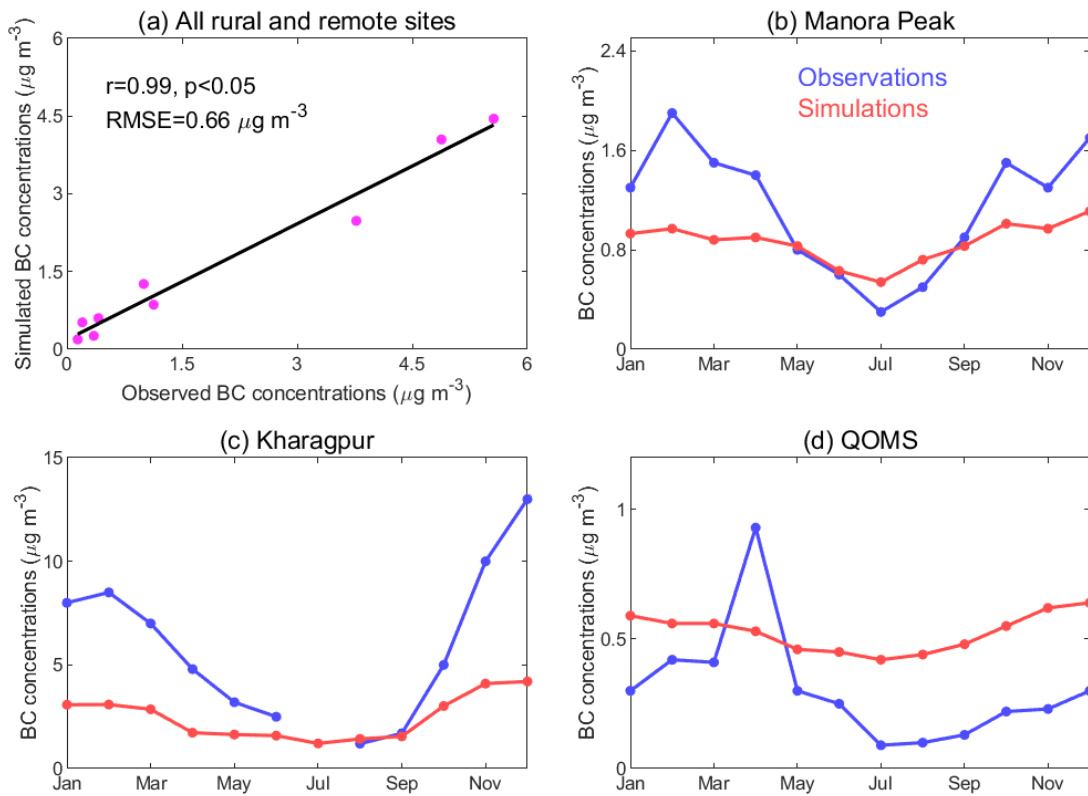 (a) All rural and remote sites
r=0.99, p<0.05
RMSE=0.66 μg m⁻³
Simulated BC concentrations (μg m⁻³)
6
4.5
3
1.5
0
0 1.5 3 4.5 6
Observed BC concentrations (μg m⁻³)
(b) Manora Peak
Observations
Simulations
BC concentrations (μg m⁻³)
2.4
1.6
0.8
0
Jan Mar May Jul Sep Nov
(c) Kharagpur
BC concentrations (μg m⁻³)
15
10
5
0
Jan Mar May Jul Sep Nov
(d) QOMS
BC concentrations (μg m⁻³)
1
0.5
0
Jan Mar May Jul Sep Nov